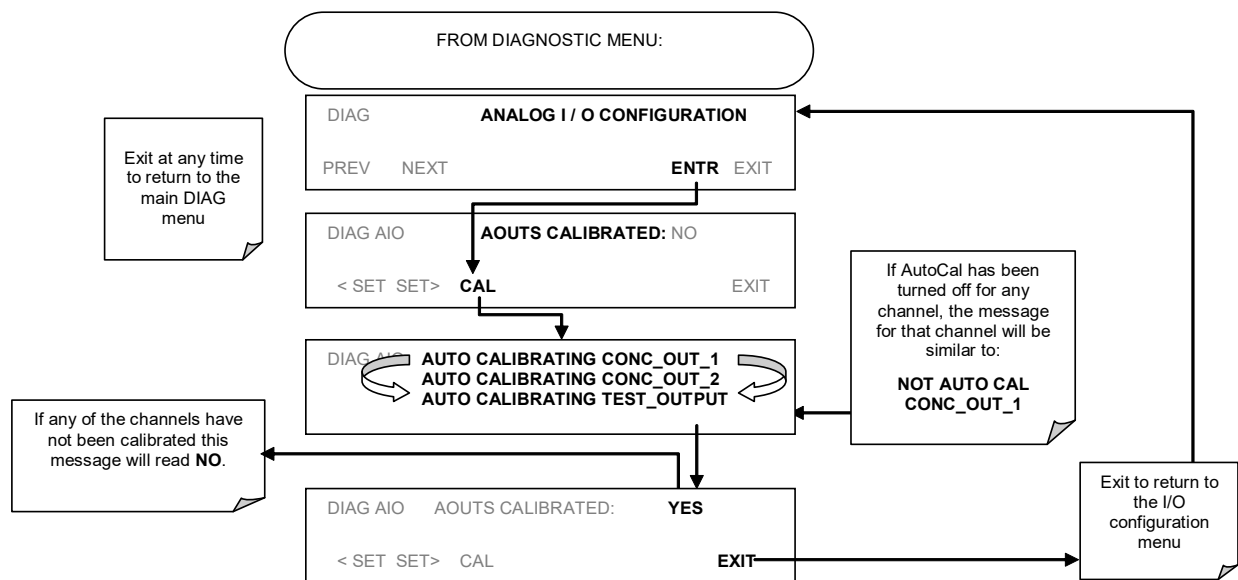 FROM DIAGNOSTIC MENU:
DIAG ANALOG I / O CONFIGURATION
PREV NEXT ENTR EXIT
Exit at any time
to return to the
main DIAG
menu
DIAG AIO AOUTS CALIBRATED: NO
< SET SET> CAL EXIT
If AutoCal has been
turned off for any
channel, the message
for that channel will be
similar to:
NOT AUTO CAL
CONC_OUT_1
DIAG AIO AUTO CALIBRATING CONC_OUT_1
AUTO CALIBRATING CONC_OUT_2
AUTO CALIBRATING TEST_OUTPUT
If any of the channels have
not been calibrated this
message will read NO.
DIAG AIO AOUTS CALIBRATED: YES
< SET SET> CAL EXIT
Exit to return to
the I/O
configuration
menu